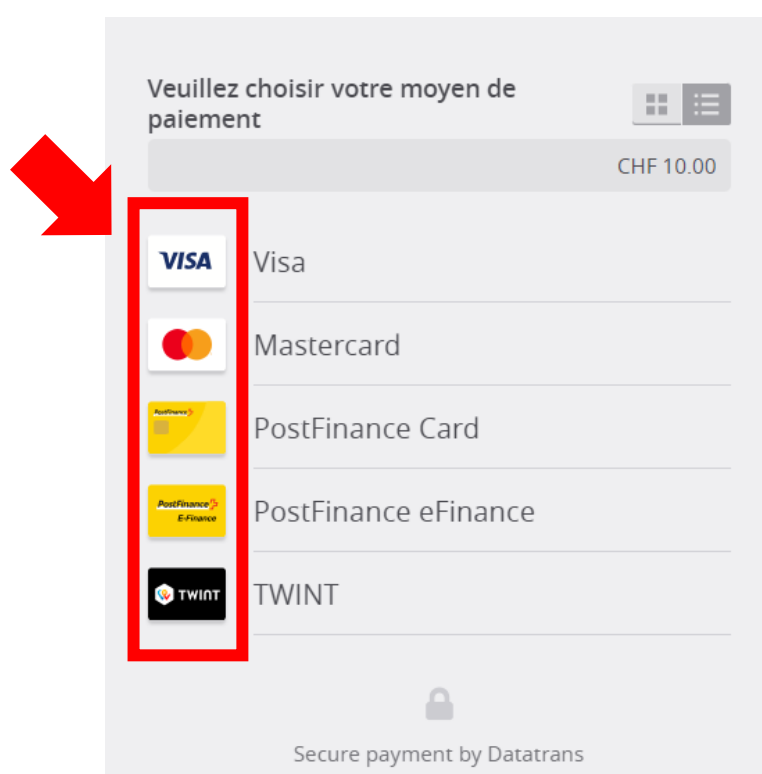 Veuillez choisir votre moyen de
paiement
CHF 10.00
VISA Visa
Mastercard
PostFinance
PostFinance Card
PostFinance
E-Finance
PostFinance eFinance
TWINT TWINT
Secure payment by Datatrans